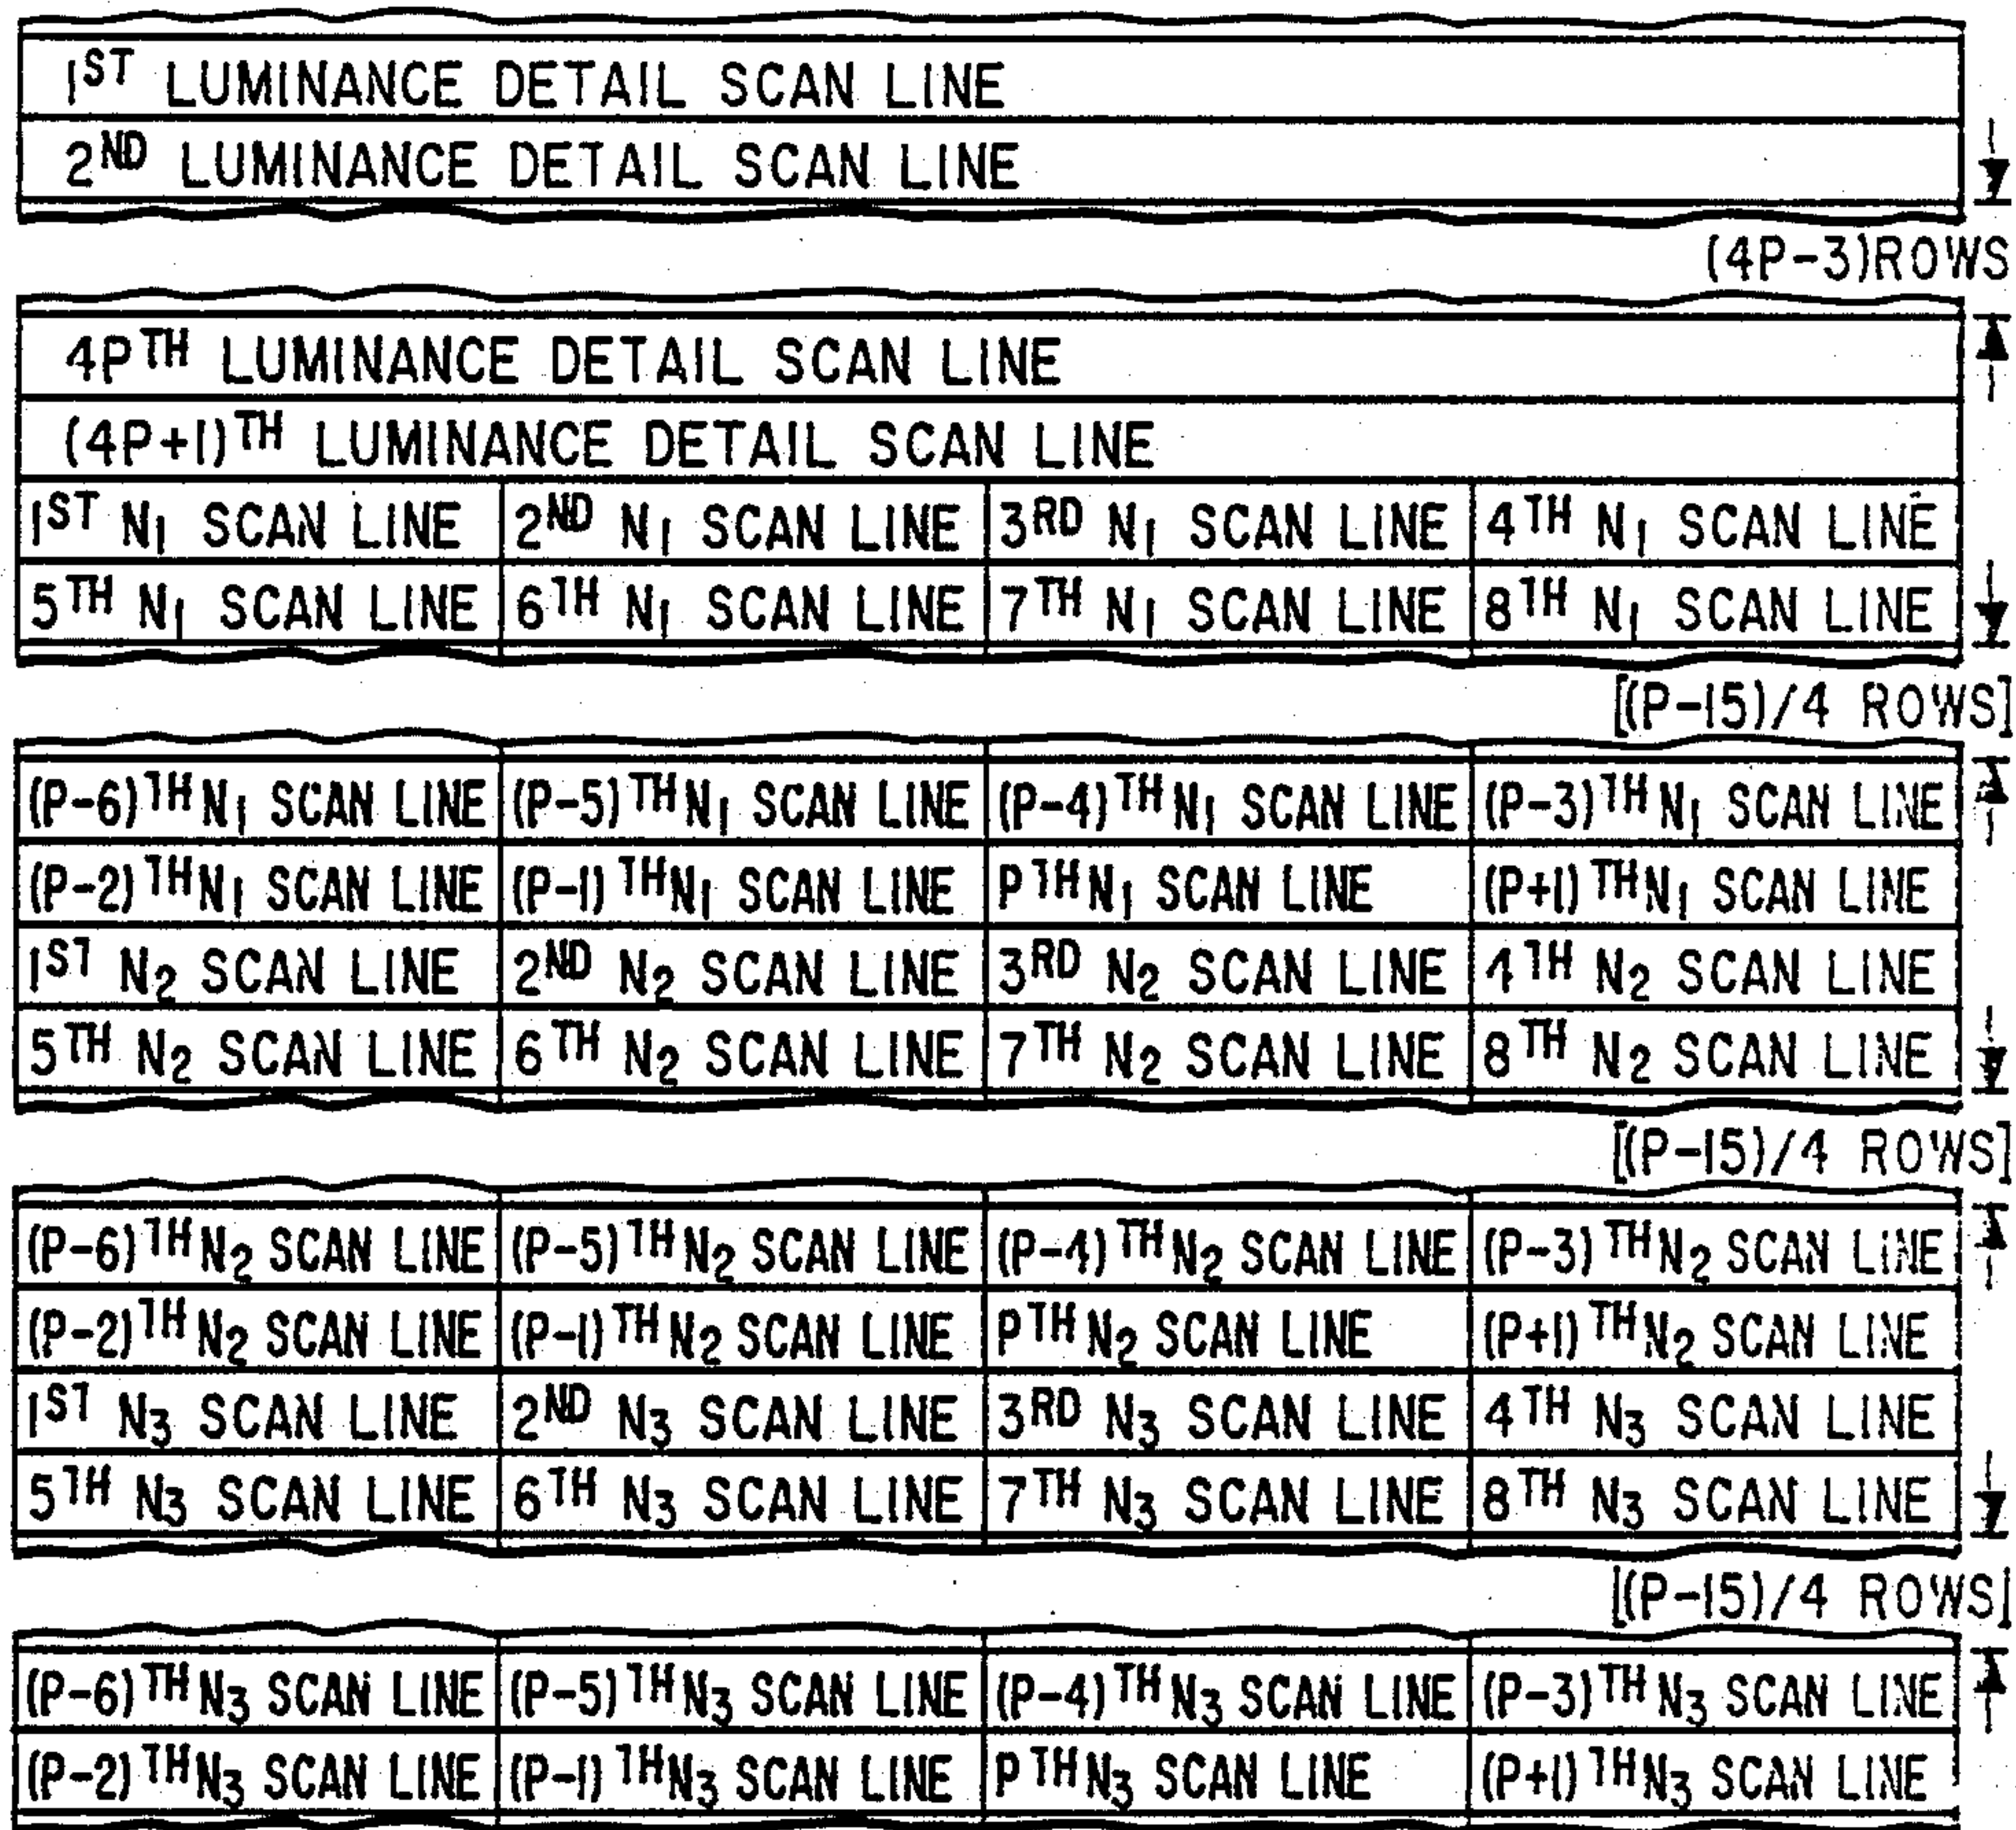 1ST LUMINANCE DETAIL SCAN LINE
2ND LUMINANCE DETAIL SCAN LINE
(4P-3)ROWS
4PTH LUMINANCE DETAIL SCAN LINE
(4P+1)TH LUMINANCE DETAIL SCAN LINE
1ST N1 SCAN LINE 2ND N1 SCAN LINE 3RD N1 SCAN LINE 4TH N1 SCAN LINE
5TH N1 SCAN LINE 6TH N1 SCAN LINE 7TH N1 SCAN LINE 8TH N1 SCAN LINE
[(P-15)/4 ROWS]
(P-6)TH N1 SCAN LINE (P-5)TH N1 SCAN LINE (P-4)TH N1 SCAN LINE (P-3)TH N1 SCAN LINE
(P-2)TH N1 SCAN LINE (P-1)TH N1 SCAN LINE PTH N1 SCAN LINE (P+1)TH N1 SCAN LINE
1ST N2 SCAN LINE 2ND N2 SCAN LINE 3RD N2 SCAN LINE 4TH N2 SCAN LINE
5TH N2 SCAN LINE 6TH N2 SCAN LINE 7TH N2 SCAN LINE 8TH N2 SCAN LINE
[(P-15)/4 ROWS]
(P-6)TH N2 SCAN LINE (P-5)TH N2 SCAN LINE (P-4)TH N2 SCAN LINE (P-3)TH N2 SCAN LINE
(P-2)TH N2 SCAN LINE (P-1)TH N2 SCAN LINE PTH N2 SCAN LINE (P+1)TH N2 SCAN LINE
1ST N3 SCAN LINE 2ND N3 SCAN LINE 3RD N3 SCAN LINE 4TH N3 SCAN LINE
5TH N3 SCAN LINE 6TH N3 SCAN LINE 7TH N3 SCAN LINE 8TH N3 SCAN LINE
[(P-15)/4 ROWS]
(P-6)TH N3 SCAN LINE (P-5)TH N3 SCAN LINE (P-4)TH N3 SCAN LINE (P-3)TH N3 SCAN LINE
(P-2)TH N3 SCAN LINE (P-1)TH N3 SCAN LINE PTH N3 SCAN LINE (P+1)TH N3 SCAN LINE